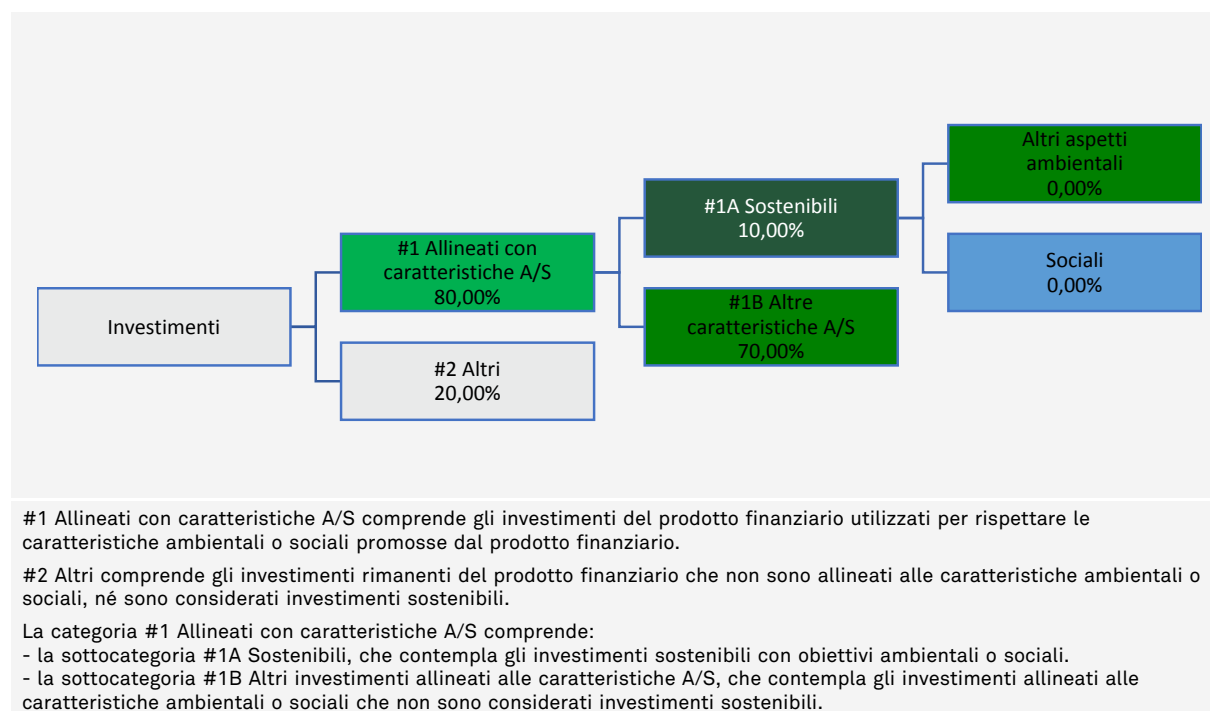 Investimenti
#1 Allineati con
caratteristiche A/S
80,00%
#2 Altri
20,00%
#1A Sostenibili
10,00%
#1B Altre
caratteristiche A/S
70,00%
Altri aspetti
ambientali
0,00%
Sociali
0,00%
#1 Allineati con caratteristiche A/S comprende gli investimenti del prodotto finanziario utilizzati per rispettare le
caratteristiche ambientali o sociali promosse dal prodotto finanziario.
#2 Altri comprende gli investimenti rimanenti del prodotto finanziario che non sono allineati alle caratteristiche ambientali o
sociali, né sono considerati investimenti sostenibili.
La categoria #1 Allineati con caratteristiche A/S comprende:
- la sottocategoria #1A Sostenibili, che contempla gli investimenti sostenibili con obiettivi ambientali o sociali.
- la sottocategoria #1B Altri investimenti allineati alle caratteristiche A/S, che contempla gli investimenti allineati alle
caratteristiche ambientali o sociali che non sono considerati investimenti sostenibili.